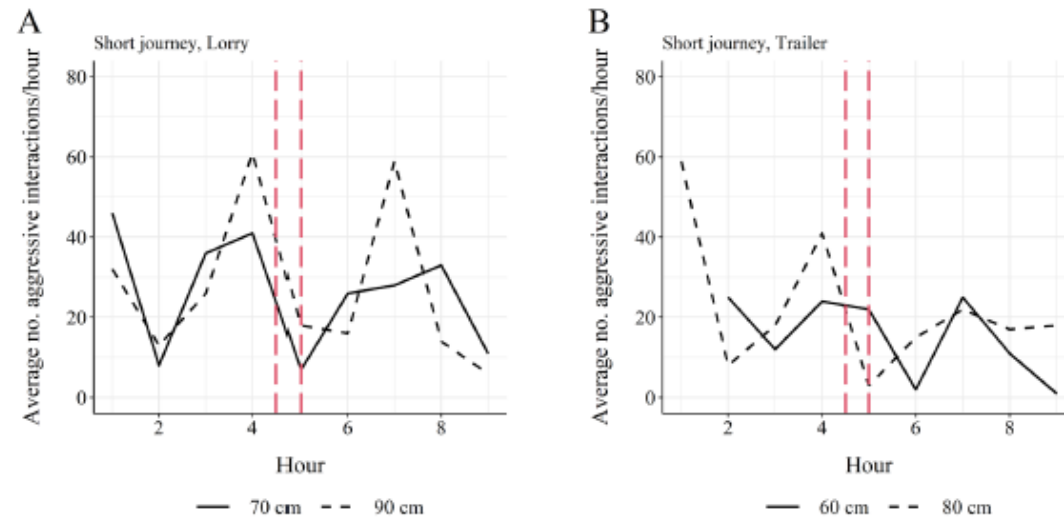 A
Short journey, Lorry
Average no. aggressive interactions/hour
80
60
40
20
0
2 4 6 8
Hour
70 cm 90 cm
B
Short journey, Trailer
Average no. aggressive interactions/hour
80
60
40
20
0
2 4 6 8
Hour
60 cm 80 cm